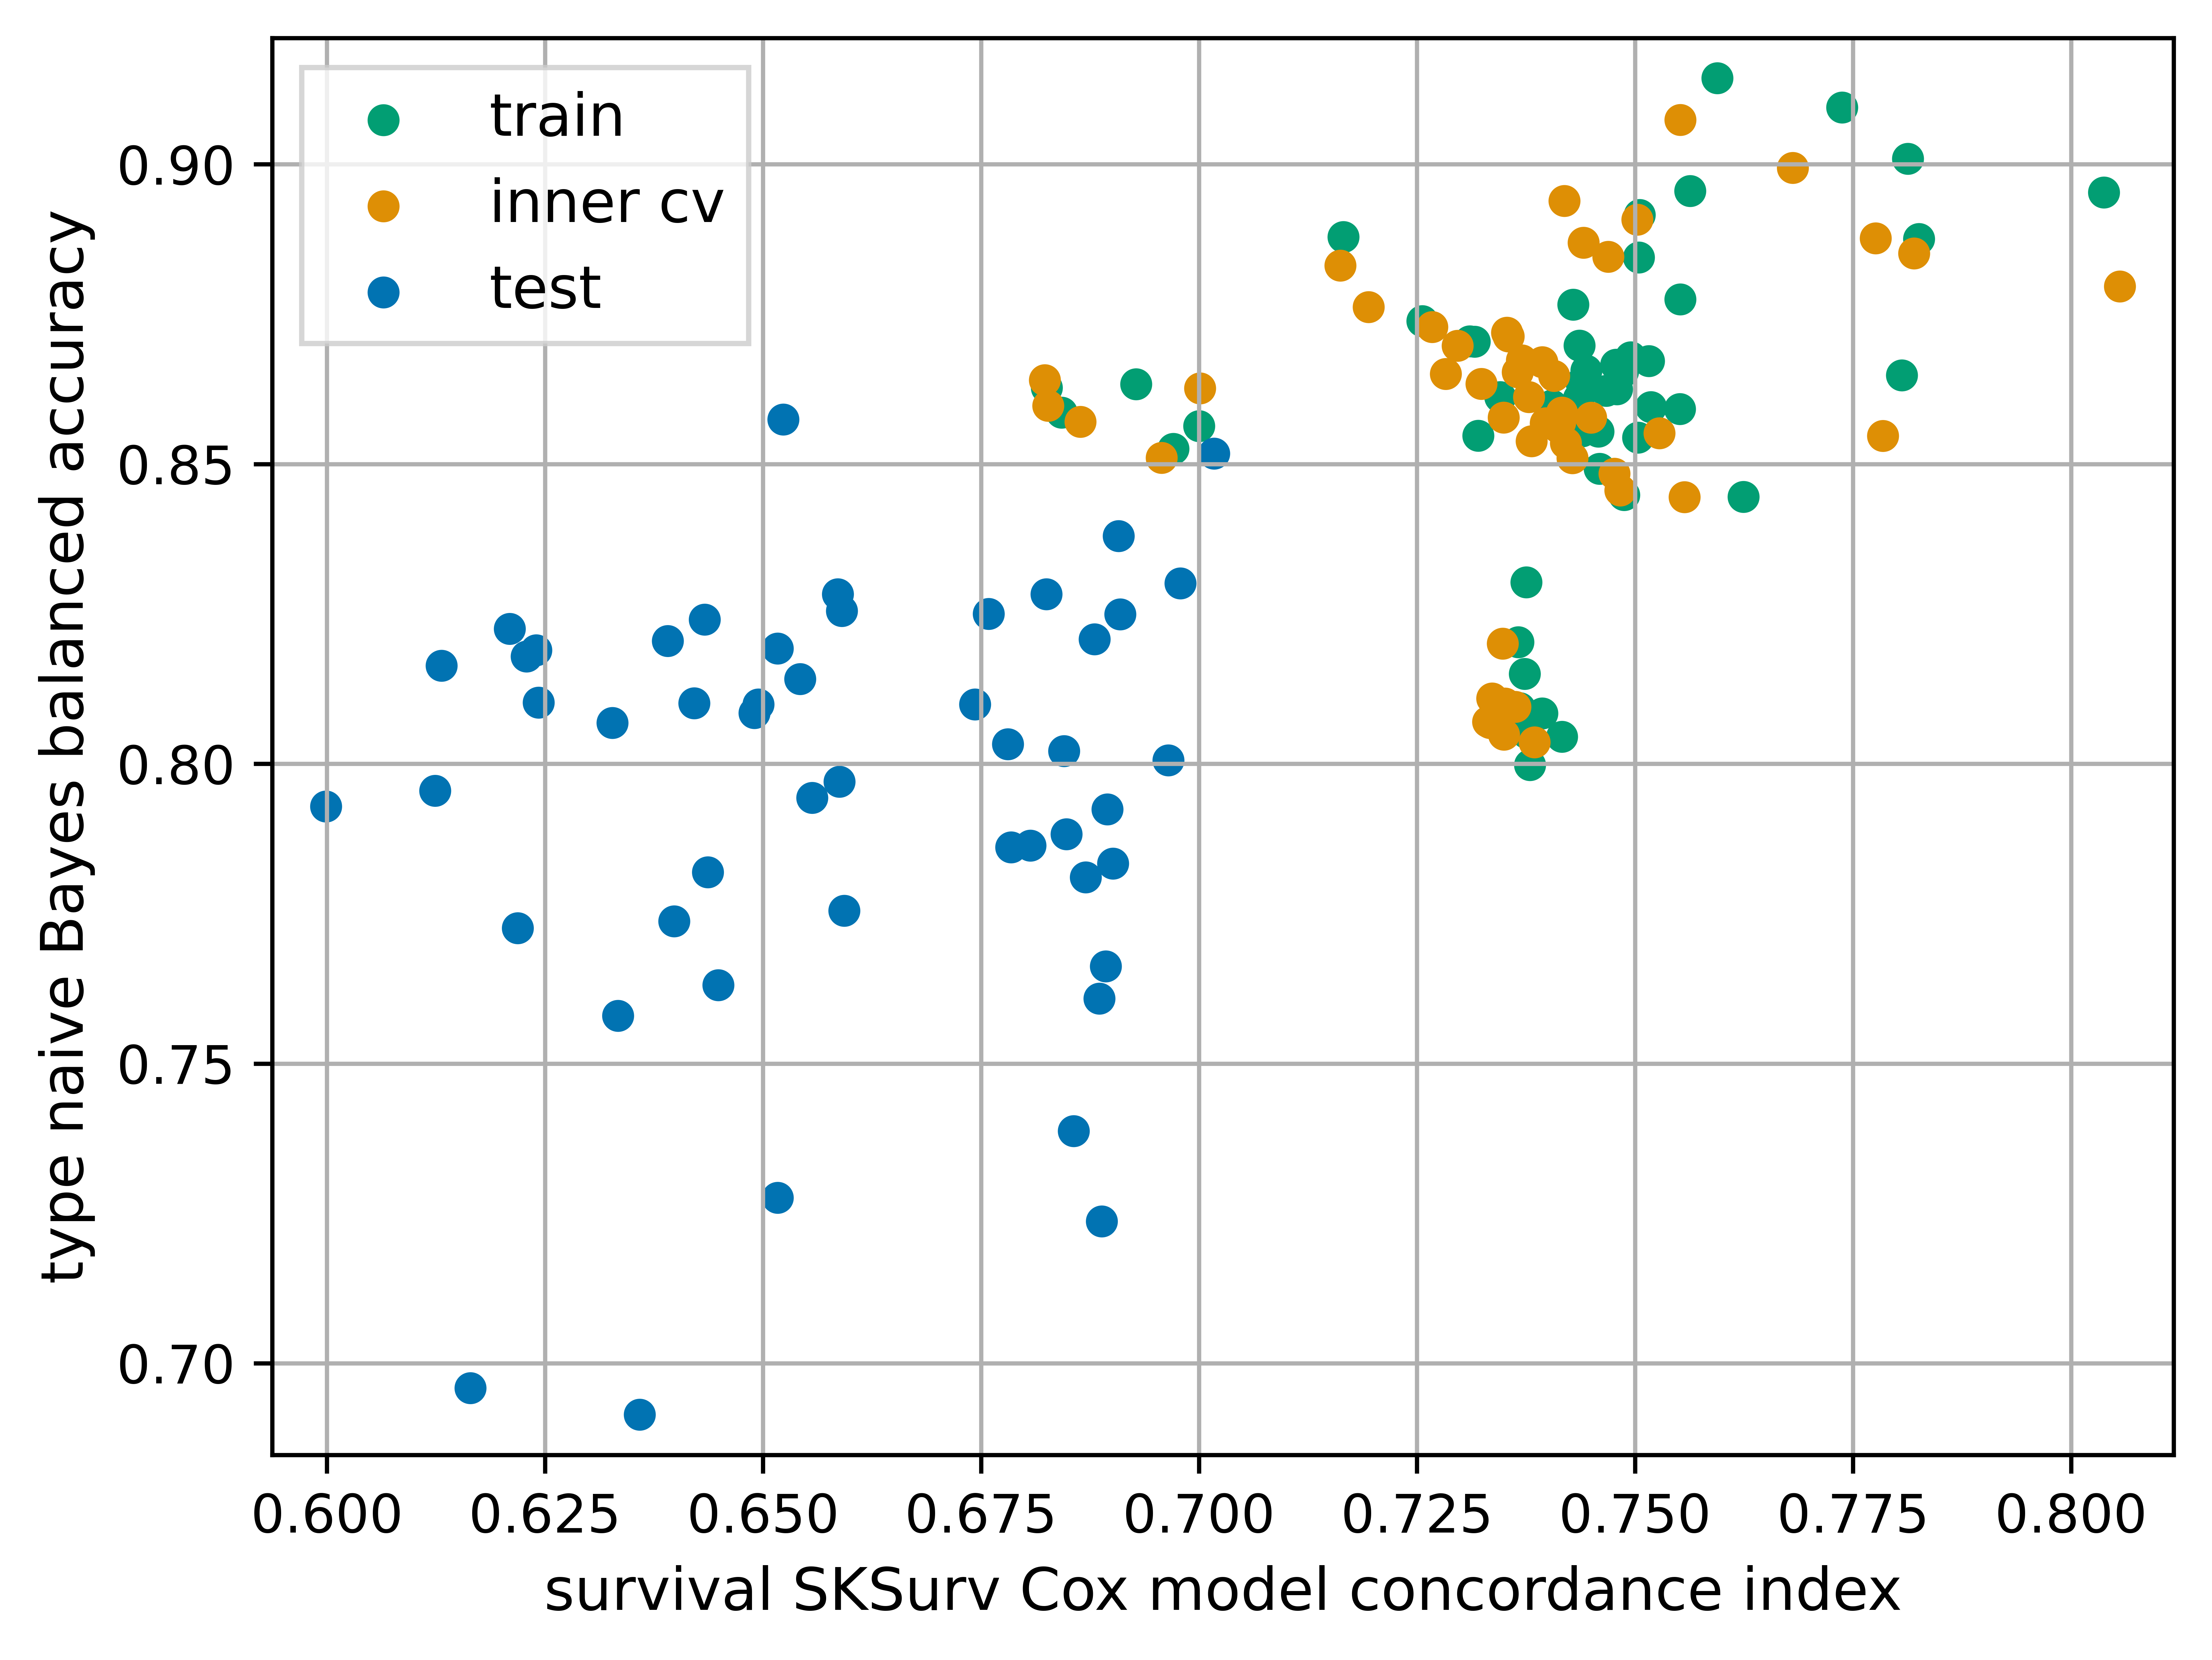 train
inner cv
test
type naive Bayes balanced accuracy
0.90
0.85
0.80
0.75
0.70
0.600 0.625 0.650 0.675 0.700 0.725 0.750 0.775 0.800
survival SKSurv Cox model concordance index